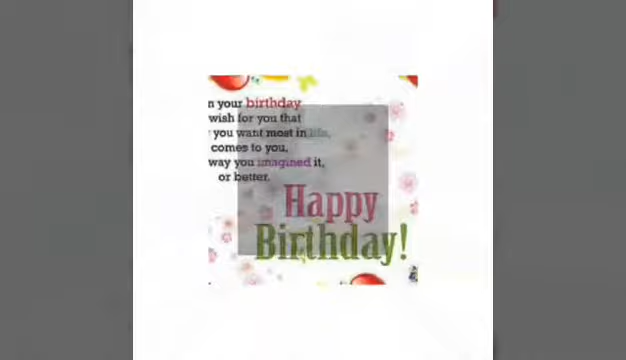 n your birthday
wish for you that
you want most in life,
comes to you,
way you imagined it,
or better.
Happy
Birthday!